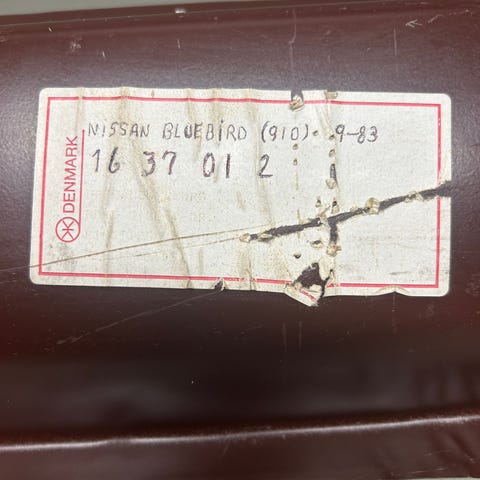 NISSAN BLUEBIRD (910) 9-83
16 37 01 2
DENMARK